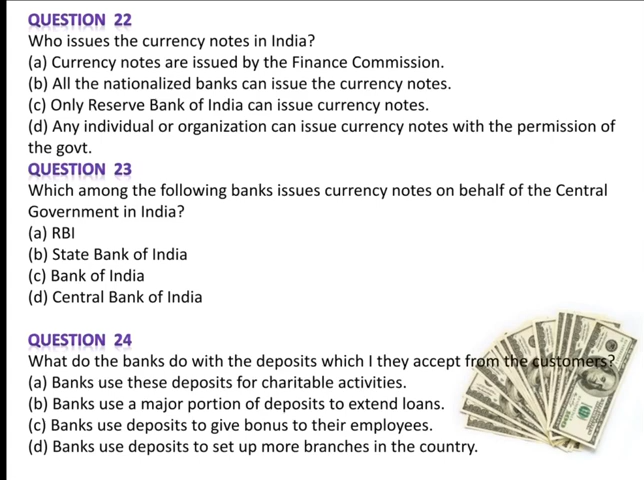 QUESTION 22
Who issues the currency notes in India?
(a) Currency notes are issued by the Finance Commission.
(b) All the nationalized banks can issue the currency notes.
(c) Only Reserve Bank of India can issue currency notes.
(d) Any individual or organization can issue currency notes with the permission of
the govt.
QUESTION 23
Which among the following banks issues currency notes on behalf of the Central
Government in India?
(a) RBI
(b) State Bank of India
(c) Bank of India
(d) Central Bank of India
QUESTION 24
What do the banks do with the deposits which I they accept from the customers?
(a) Banks use these deposits for charitable activities.
(b) Banks use a major portion of deposits to extend loans.
(c) Banks use deposits to give bonus to their employees.
(d) Banks use deposits to set up more branches in the country.